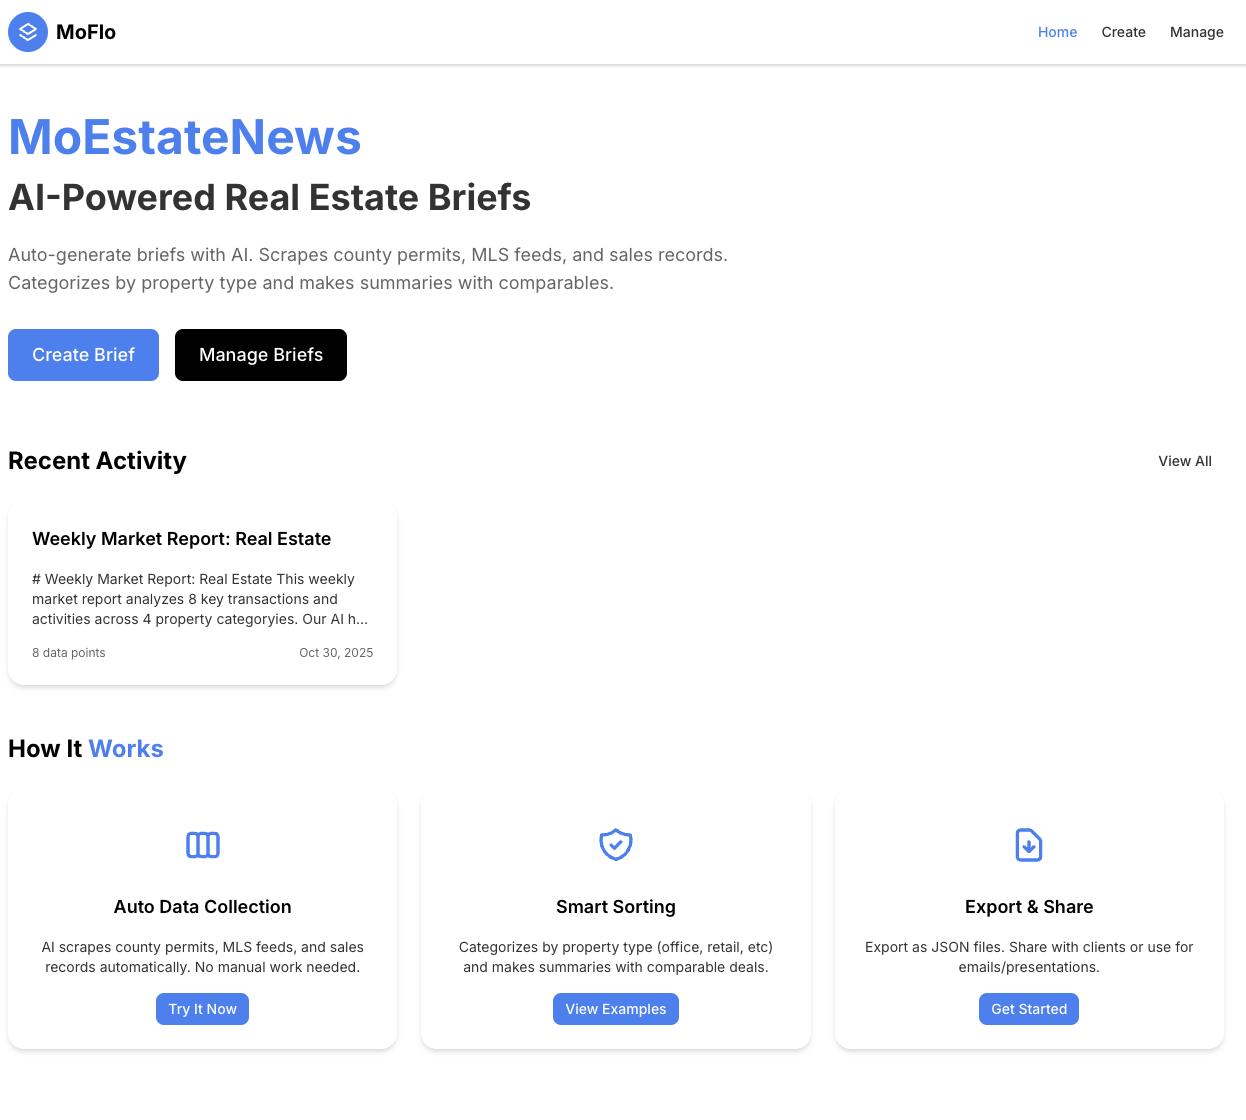 MoFlo
Home Create Manage
MoEstateNews
AI-Powered Real Estate Briefs
Auto-generate briefs with AI. Scrapes county permits, MLS feeds, and sales records.
Categorizes by property type and makes summaries with comparables.
Create Brief Manage Briefs
Recent Activity
View All
Weekly Market Report: Real Estate
# Weekly Market Report: Real Estate This weekly
market report analyzes 8 key transactions and
activities across 4 property categoryies. Our AI h...
8 data points Oct 30, 2025
How It Works
Auto Data Collection
AI scrapes county permits, MLS feeds, and sales
records automatically. No manual work needed.
Try It Now
Smart Sorting
Categorizes by property type (office, retail, etc)
and makes summaries with comparable deals.
View Examples
Export & Share
Export as JSON files. Share with clients or use for
emails/presentations.
Get Started